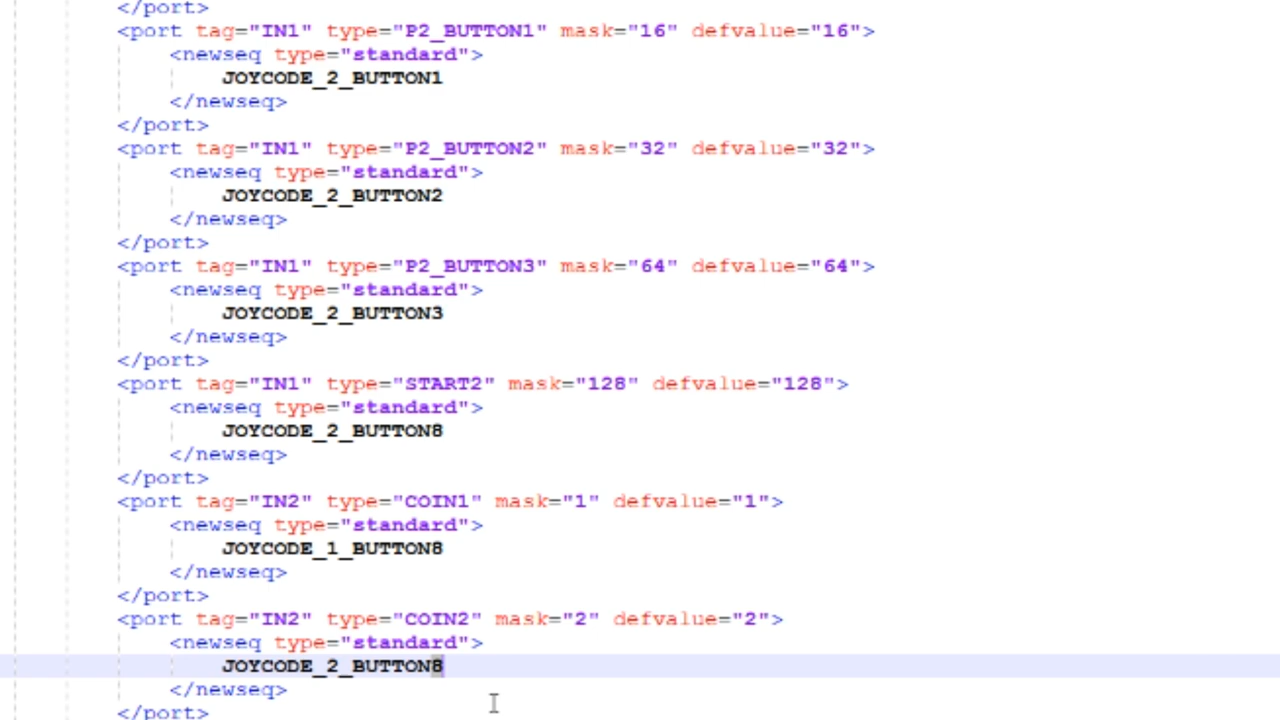 </port>
<port tag="IN1" type="P2_BUTTON1" mask="16" defvalue="16">
<newseq type="standard">
JOYCODE_2_BUTTON1
</newseq>
</port>
<port tag="IN1" type="P2_BUTTON2" mask="32" defvalue="32">
<newseq type="standard">
JOYCODE_2_BUTTON2
</newseq>
</port>
<port tag="IN1" type="P2_BUTTON3" mask="64" defvalue="64">
<newseq type="standard">
JOYCODE_2_BUTTON3
</newseq>
</port>
<port tag="IN1" type="START2" mask="128" defvalue="128">
<newseq type="standard">
JOYCODE_2_BUTTON8
</newseq>
</port>
<port tag="IN2" type="COIN1" mask="1" defvalue="1">
<newseq type="standard">
JOYCODE_1_BUTTON8
</newseq>
</port>
<port tag="IN2" type="COIN2" mask="2" defvalue="2">
<newseq type="standard">
JOYCODE_2_BUTTON8
</newseq>
</port>